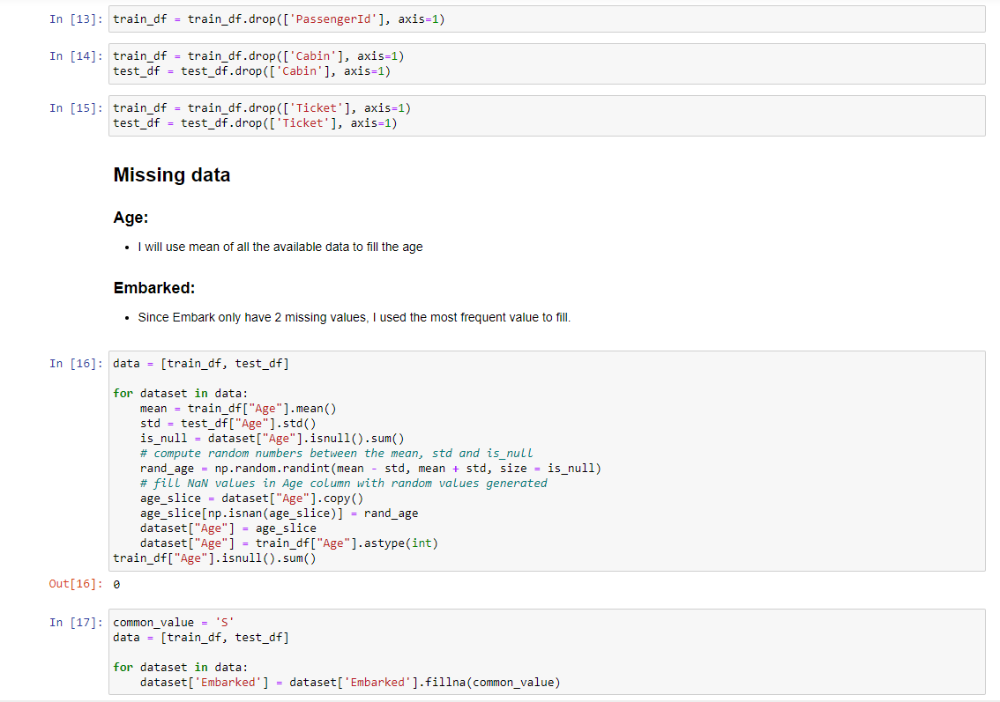 In [13]: train_df = train_df.drop(['PassengerId'], axis=1)
In [14]: train_df = train_df.drop(['Cabin'], axis=1)
test_df = test_df.drop(['Cabin'], axis=1)
In [15]: train_df = train_df.drop(['Ticket'], axis=1)
test_df = test_df.drop(['Ticket'], axis=1)
Missing data
Age:
• I will use mean of all the available data to fill the age
Embarked:
• Since Embark only have 2 missing values, I used the most frequent value to fill.
In [16]: data = [train_df, test_df]
for dataset in data:
    mean = train_df["Age"].mean()
    std = test_df["Age"].std()
    is_null = dataset["Age"].isnull().sum()
    # compute random numbers between the mean, std and is_null
    rand_age = np.random.randint(mean - std, mean + std, size = is_null)
    # fill NaN values in Age column with random values generated
    age_slice = dataset["Age"].copy()
    age_slice[np.isnan(age_slice)] = rand_age
    dataset["Age"] = age_slice
    dataset["Age"] = train_df["Age"].astype(int)
train_df["Age"].isnull().sum()
Out[16]: 0
In [17]: common_value = 'S'
data = [train_df, test_df]
for dataset in data:
    dataset['Embarked'] = dataset['Embarked'].fillna(common_value)